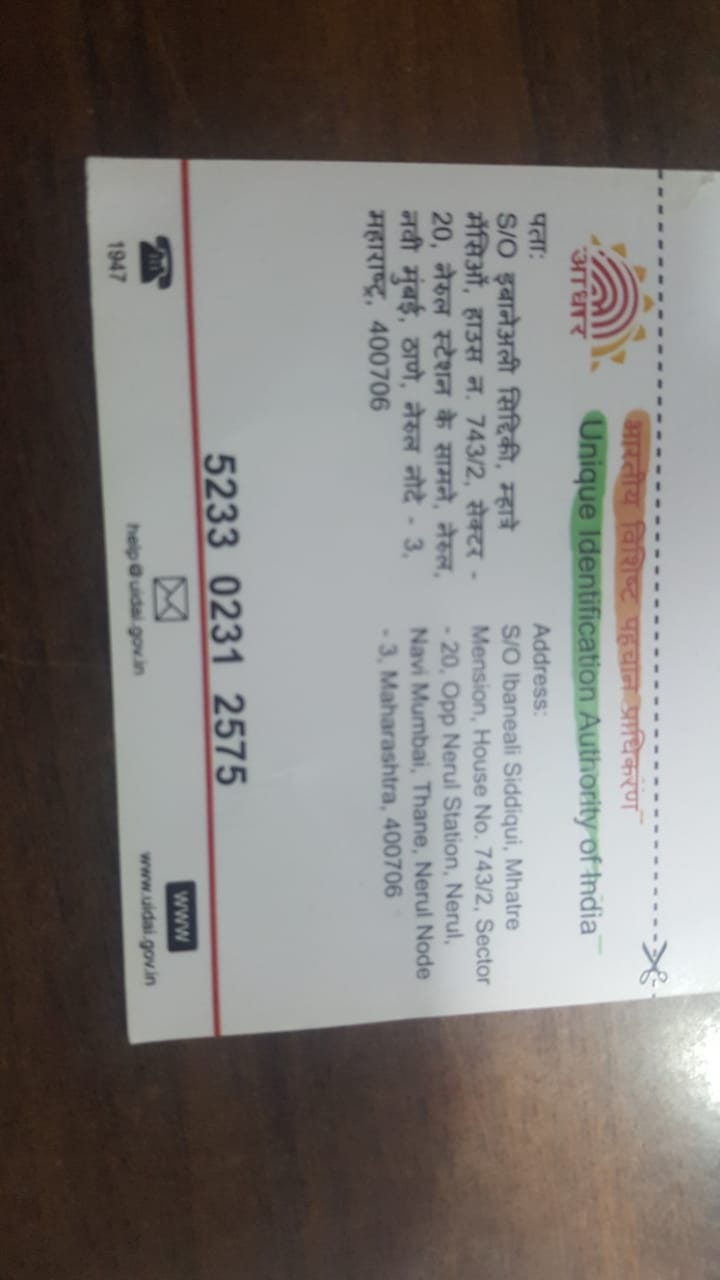 भारतीय विशिष्ट पहचान प्राधिकरण
Unique Identification Authority of India
आधार
पता:
S/O इबानेअली सिद्दिकी, म्हात्रे
मेंसिओं, हाउस न. 743/2, सेक्टर -
20, नेरुल स्टेशन के सामने, नेरुल,
नवी मुंबई, ठाणे, नेरुल नोदे - 3,
महाराष्ट्र, 400706
Address:
S/O Ibaneali Siddiqui, Mhatre
Mension, House No. 743/2, Sector
- 20, Opp Nerul Station, Nerul,
Navi Mumbai, Thane, Nerul Node
- 3, Maharashtra, 400706
5233 0231 2575
1947
help@uidai.gov.in
WWW
www.uidai.gov.in